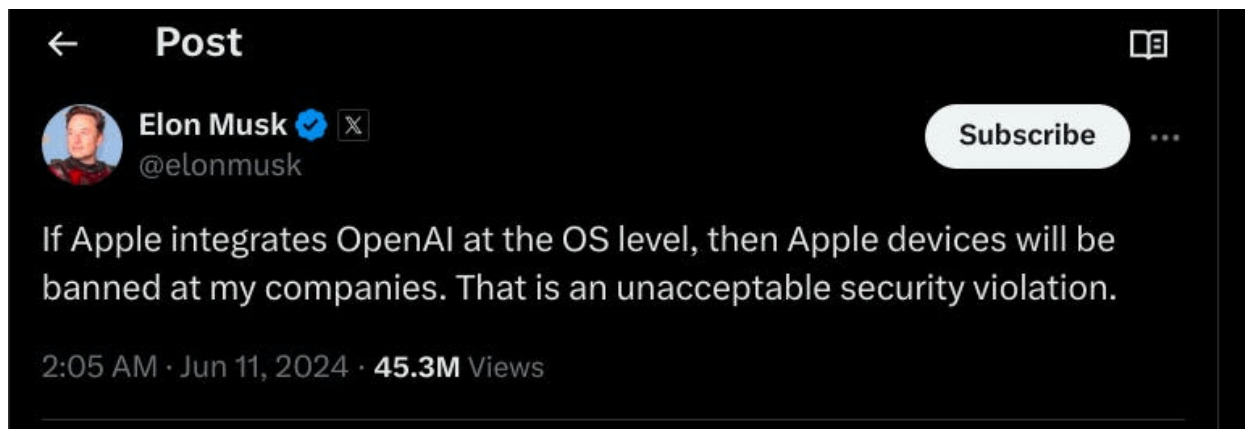 Post
Elon Musk
@elonmusk
Subscribe
If Apple integrates OpenAI at the OS level, then Apple devices will be
banned at my companies. That is an unacceptable security violation.
2:05 AM · Jun 11, 2024 · 45.3M Views